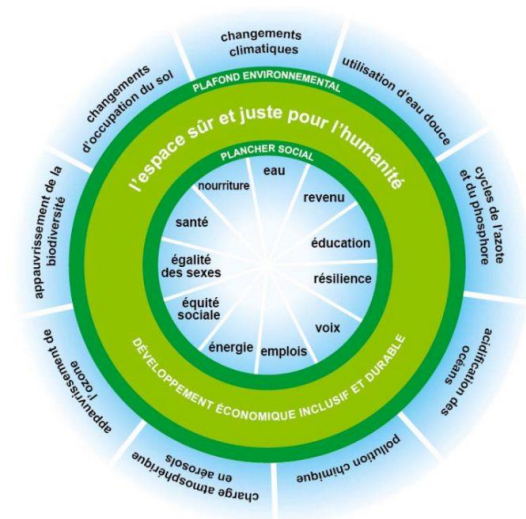 changements
climatiques
utilisation d'eau douce
cycles de l'azote
et du phosphore
acidification des
océans
pollution chimique
charge atmosphérique
en aérosols
appauvrissement de
l'ozone
appauvrissement de la
biodiversité
changements
d'occupation du sol
PLAFOND ENVIRONNEMENTAL
l'espace sûr et juste pour l'humanité
PLANCHER SOCIAL
eau
revenu
éducation
résilience
voix
emplois
énergie
équité
sociale
égalité
des sexes
santé
nourriture
DÉVELOPPEMENT ÉCONOMIQUE INCLUSIF ET DURABLE